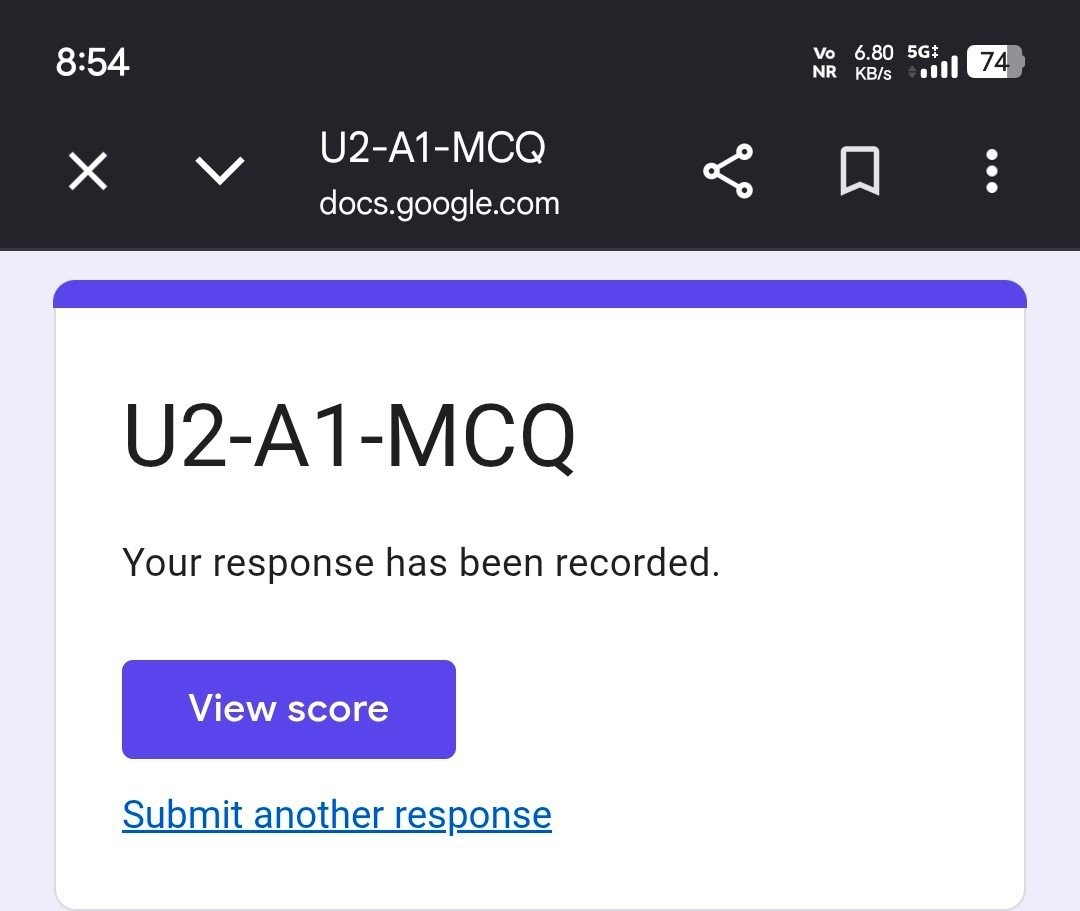 8:54
Vo NR 6.80 KB/s 5G 74
U2-A1-MCQ
docs.google.com
U2-A1-MCQ
Your response has been recorded.
View score
Submit another response